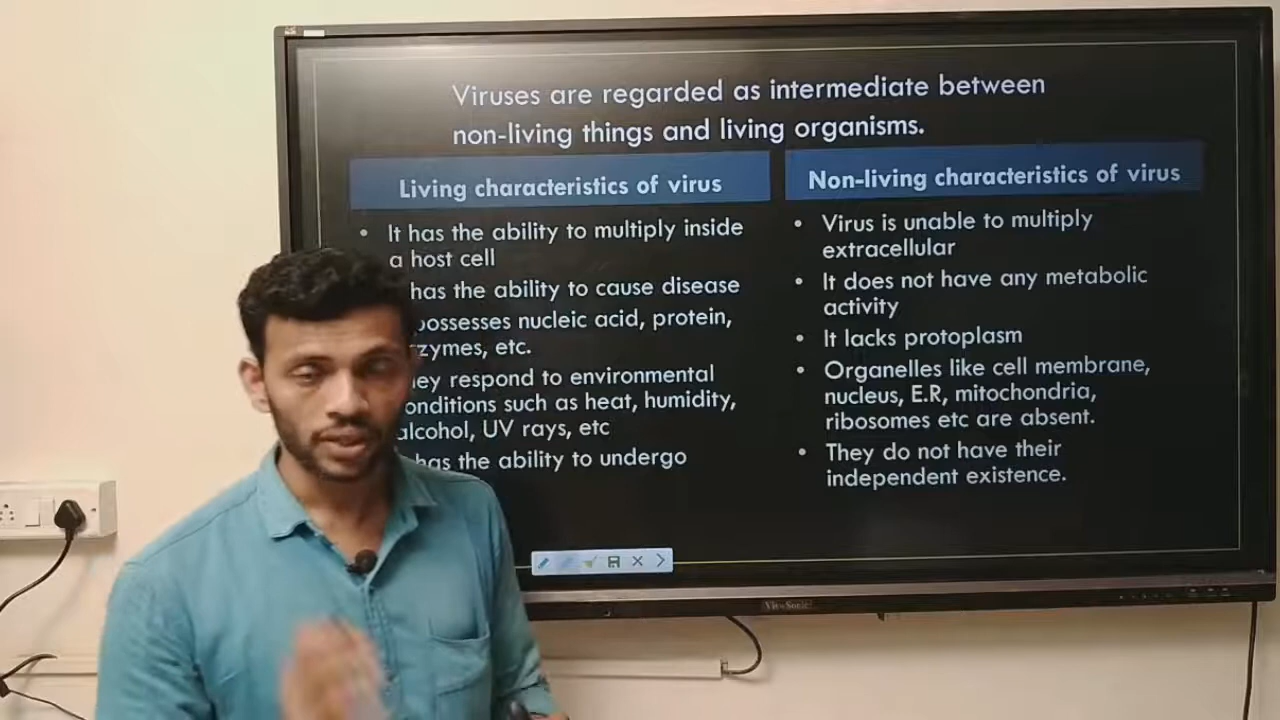 Viruses are regarded as intermediate between
non-living things and living organisms.
Living characteristics of virus
It has the ability to multiply inside
a host cell
has the ability to cause disease
possesses nucleic acid, protein,
etc.
respond to environmental
conditions such as heat, humidity,
alcohol, UV rays, etc
has the ability to undergo
Non-living characteristics of virus
Virus is unable to multiply
extracellular
It does not have any metabolic
activity
It lacks protoplasm
Organelles like cell membrane,
nucleus, E.R, mitochondria,
ribosomes etc are absent.
They do not have their
independent existence.
ViewSonic